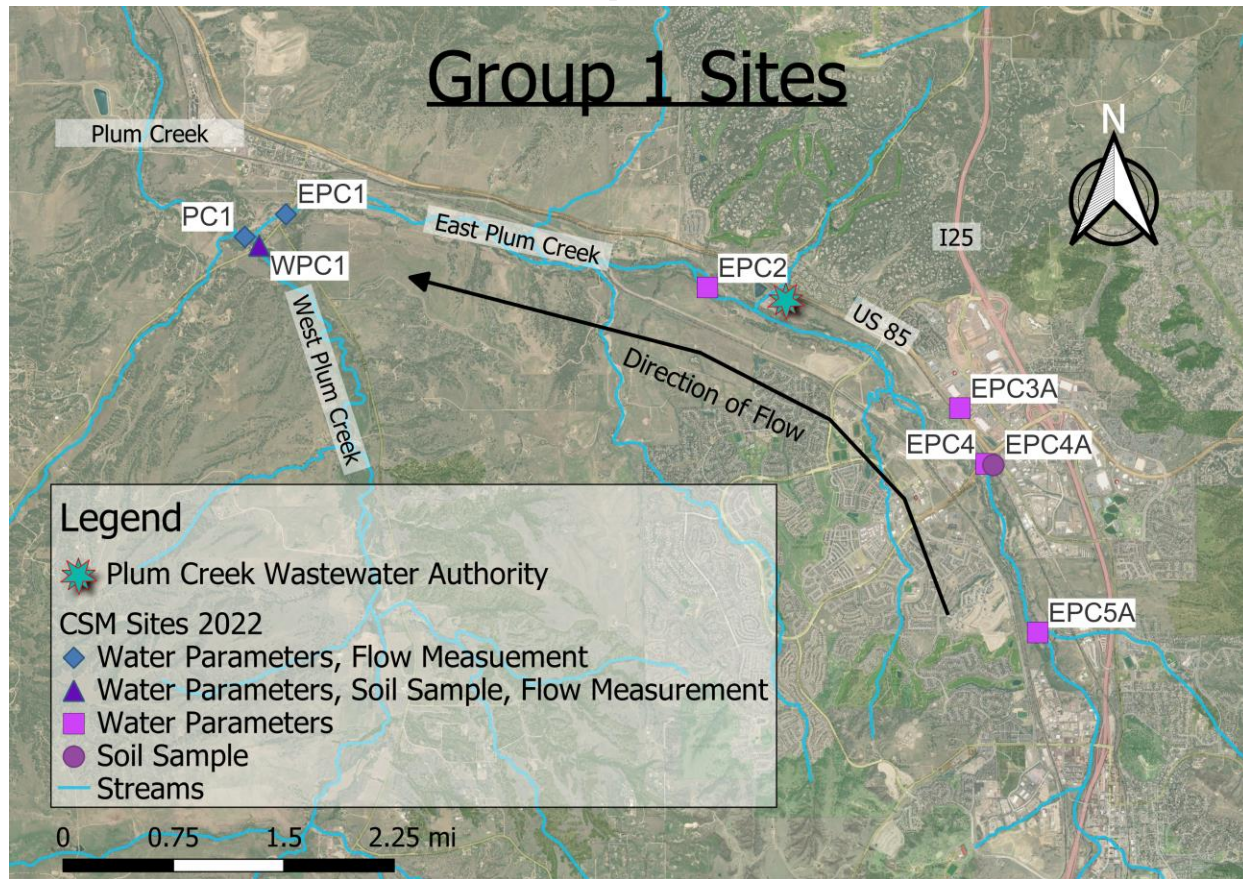 Group 1 Sites
Plum Creek
N
EPC1
PC1
WPC1
East Plum Creek
EPC2
I25
US 85
West Plum Creek
Direction of Flow
EPC3A
EPC4
EPC4A
EPC5A
Legend
Plum Creek Wastewater Authority
CSM Sites 2022
Water Parameters, Flow Measuement
Water Parameters, Soil Sample, Flow Measurement
Water Parameters
Soil Sample
Streams
0 0.75 1.5 2.25 mi